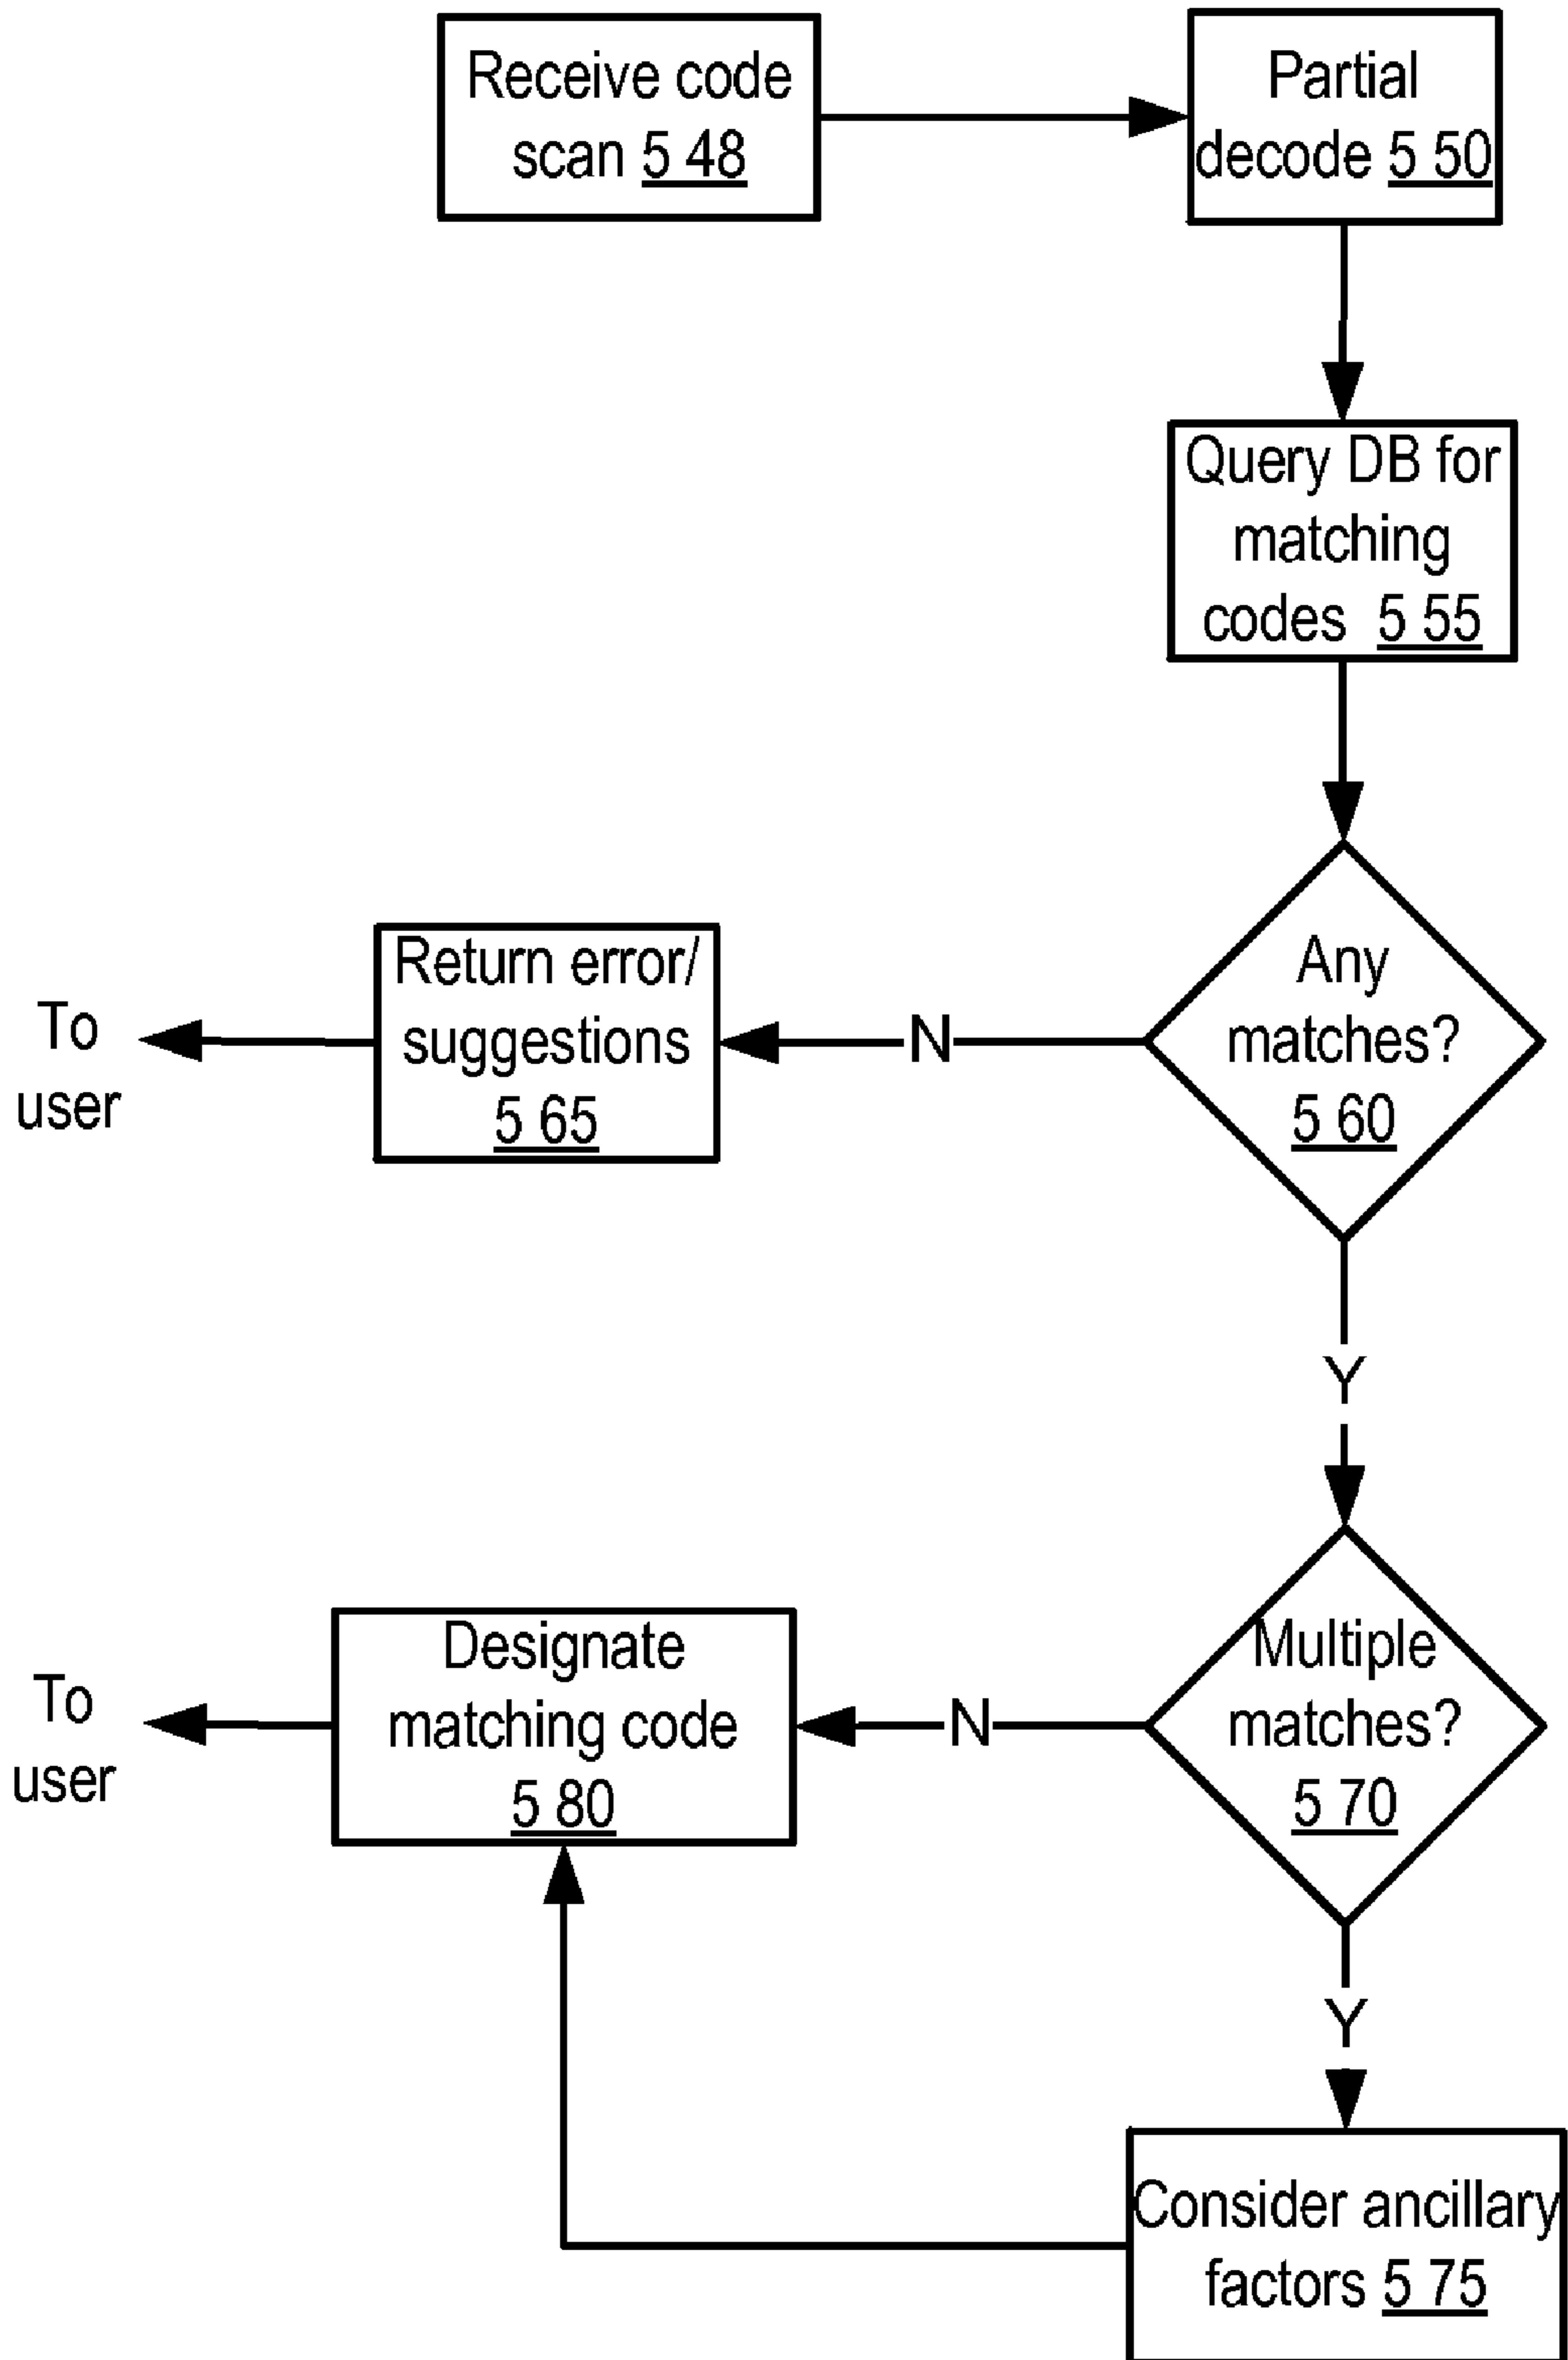 Receive code
scan 5 48
Partial
decode 5 50
Query DB for
matching
codes 5 55
Any
matches?
5 60
N
Return error/
suggestions
5 65
To
user
Y
Multiple
matches?
5 70
N
Designate
matching code
5 80
To
user
Y
Consider ancillary
factors 5 75